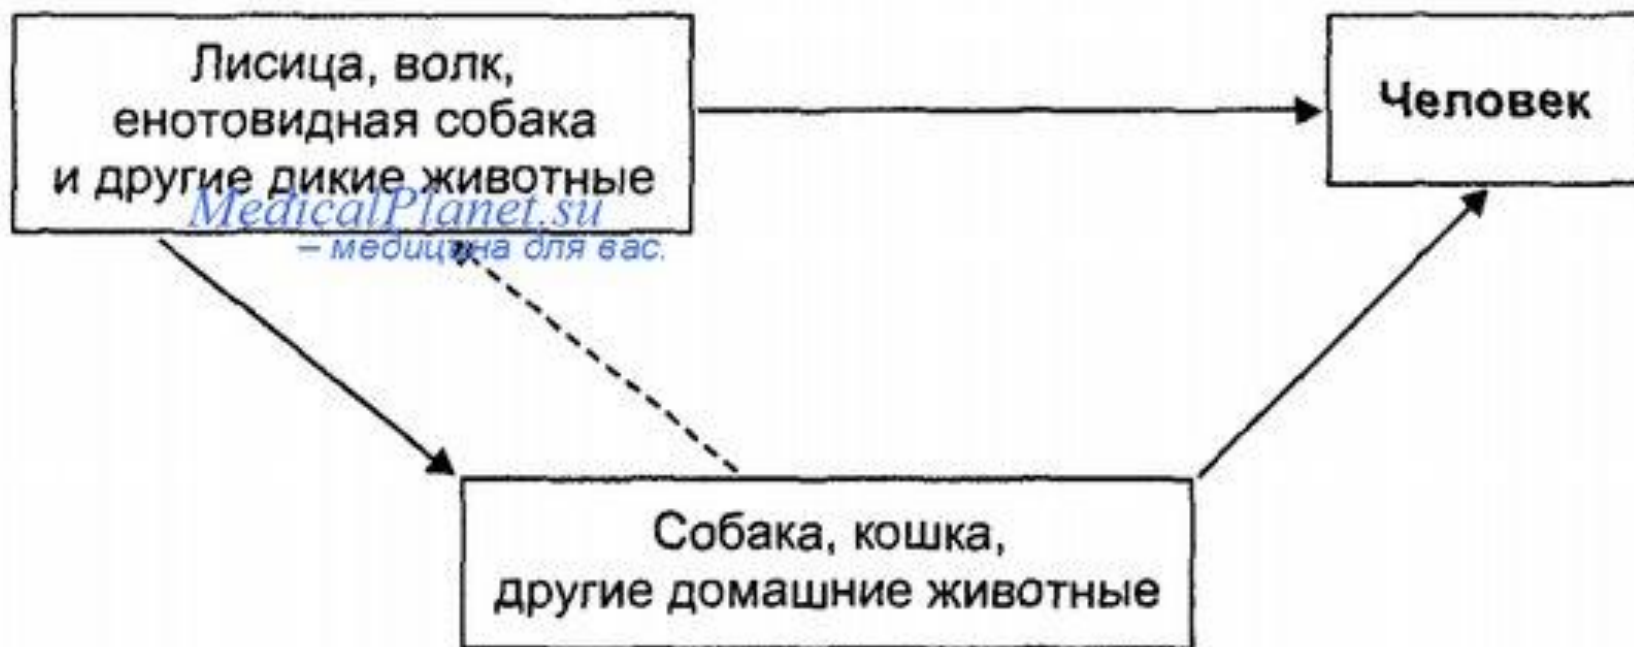 Лисица, волк,
енотовидная собака
и другие дикие животные
MedicalPlanet.su
– медицина для вас.
Человек
Собака, кошка,
другие домашние животные